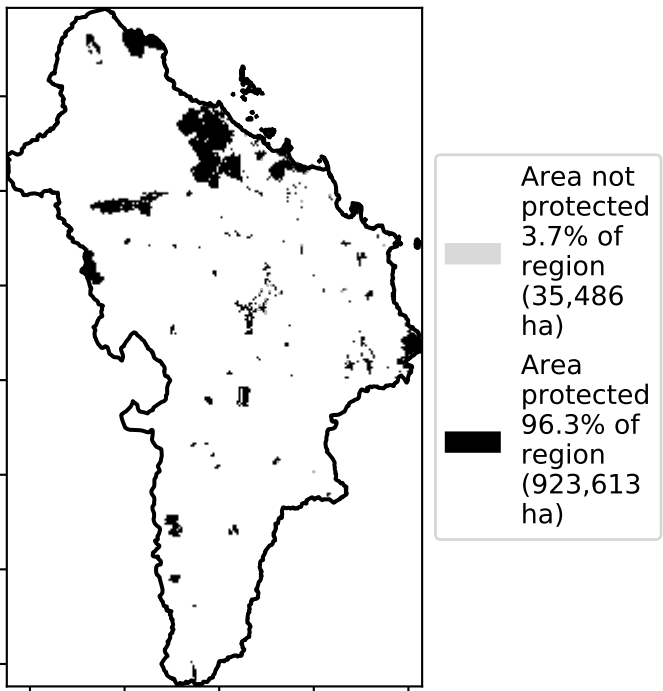 Area not
protected
3.7% of
region
(35,486
ha)
Area
protected
96.3% of
region
(923,613
ha)